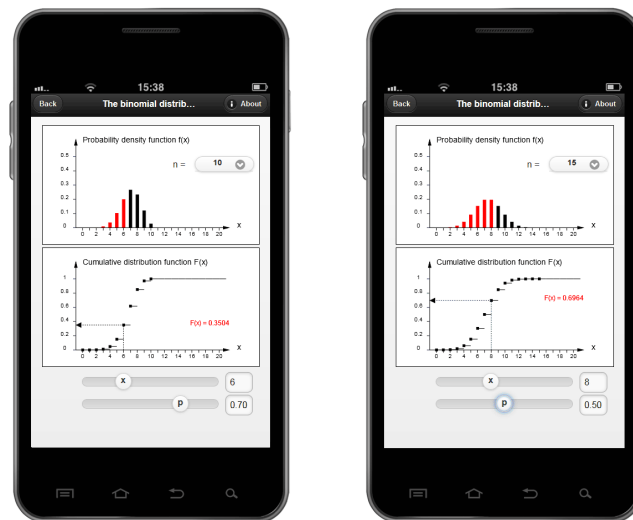 15:38
Back The binomial distrib... i About
Probability density function f(x)
n = 10
0.5
0.4
0.3
0.2
0.1
0
0 2 4 6 8 10 12 14 16 18 20 x
Cumulative distribution function F(x)
1
0.8
0.6
0.4
0.2
0
F(x) = 0.3504
0 2 4 6 8 10 12 14 16 18 20 x
x 6
p 0.70
15:38
Back The binomial distrib... i About
Probability density function f(x)
n = 15
0.5
0.4
0.3
0.2
0.1
0
0 2 4 6 8 10 12 14 16 18 20 x
Cumulative distribution function F(x)
1
0.8
0.6
0.4
0.2
0
F(x) = 0.6964
0 2 4 6 8 10 12 14 16 18 20 x
x 8
p 0.50